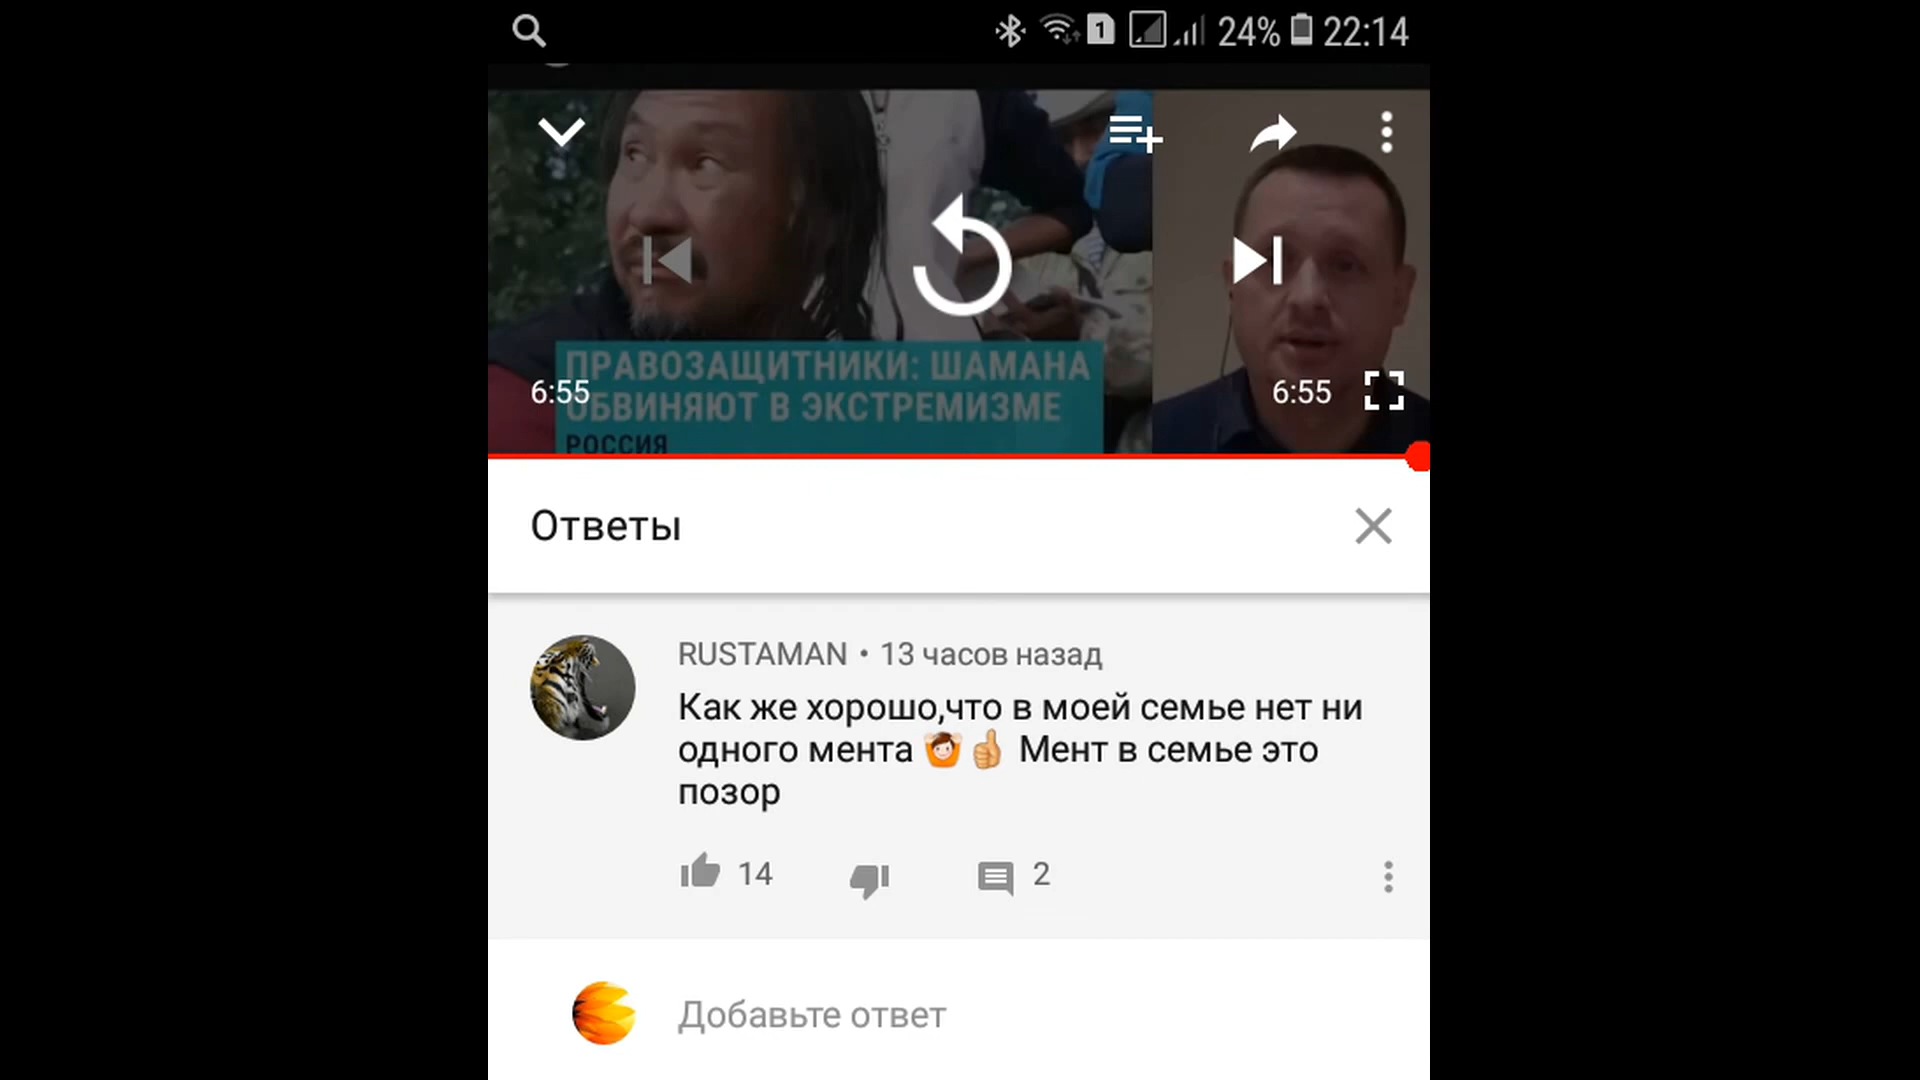 1 24% 22:14
ПРАВОЗАЩИТНИКИ: ШАМАНА
ОБВИНЯЮТ В ЭКСТРЕМИЗМЕ
РОССИЯ
6:55 6:55
Ответы
RUSTAMAN • 13 часов назад
Как же хорошо,что в моей семье нет ни
одного мента 🙆👍 Мент в семье это
позор
14 2
Добавьте ответ